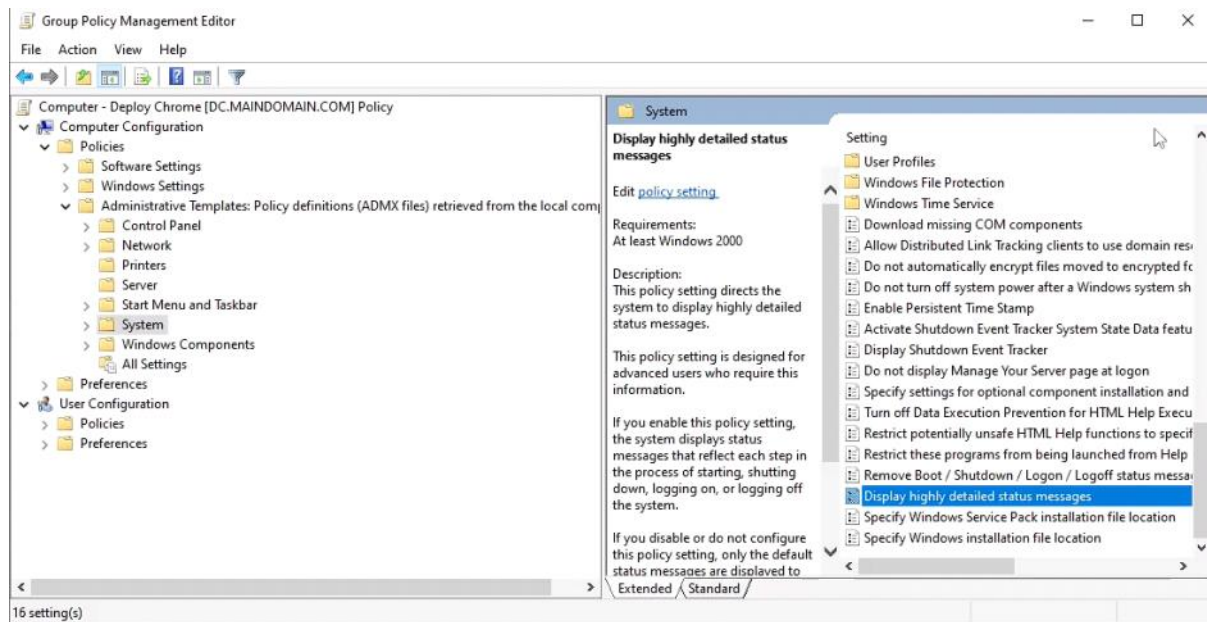 Group Policy Management Editor
File Action View Help
Computer - Deploy Chrome [DC.MAINDOMAIN.COM] Policy
Computer Configuration
Policies
Software Settings
Windows Settings
Administrative Templates: Policy definitions (ADMX files) retrieved from the local com
Control Panel
Network
Printers
Server
Start Menu and Taskbar
System
Windows Components
All Settings
Preferences
User Configuration
Policies
Preferences
System
Display highly detailed status
messages
Edit policy setting
Requirements:
At least Windows 2000
Description:
This policy setting directs the
system to display highly detailed
status messages.
This policy setting is designed for
advanced users who require this
information.
If you enable this policy setting,
the system displays status
messages that reflect each step in
the process of starting, shutting
down, logging on, or logging off
the system.
If you disable or do not configure
this policy setting, only the default
status messages are displayed to
Setting
User Profiles
Windows File Protection
Windows Time Service
Download missing COM components
Allow Distributed Link Tracking clients to use domain res
Do not automatically encrypt files moved to encrypted fo
Do not turn off system power after a Windows system sh
Enable Persistent Time Stamp
Activate Shutdown Event Tracker System State Data featu
Display Shutdown Event Tracker
Do not display Manage Your Server page at logon
Specify settings for optional component installation and
Turn off Data Execution Prevention for HTML Help Execu
Restrict potentially unsafe HTML Help functions to specif
Restrict these programs from being launched from Help
Remove Boot / Shutdown / Logon / Logoff status messa
Display highly detailed status messages
Specify Windows Service Pack installation file location
Specify Windows installation file location
Extended Standard
16 setting(s)